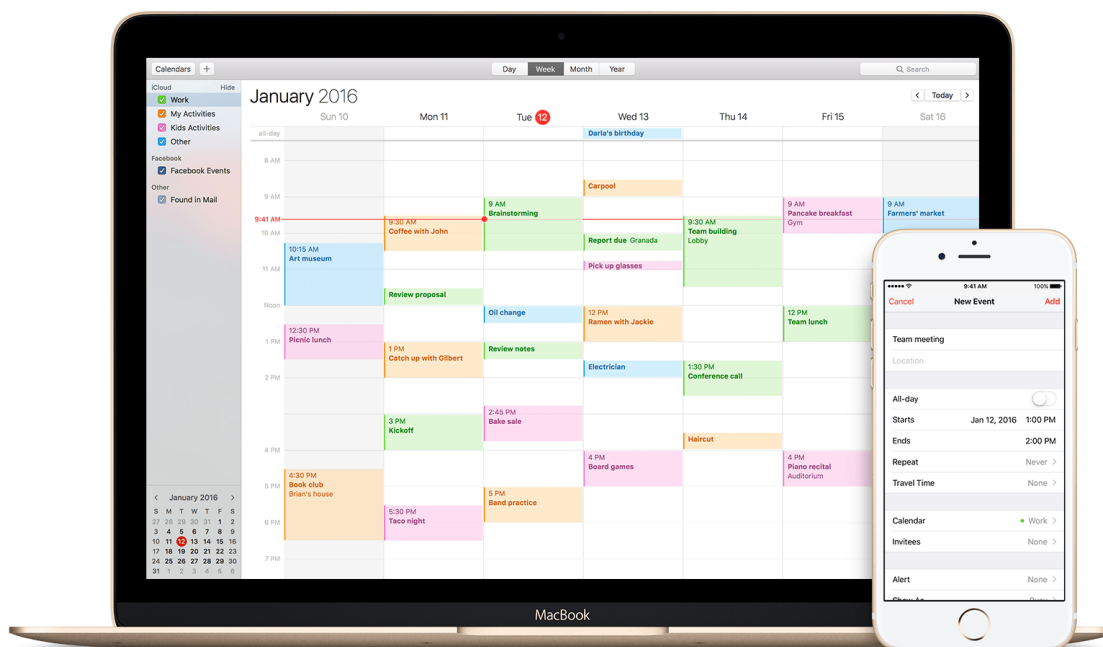 Calendars +
Day Week Month Year
Search
iCloud Hide
Work
My Activities
Kids Activities
Other
Facebook
Facebook Events
Other
Found in Mail
January 2016
Today
Sun 10 Mon 11 Tue 12 Wed 13 Thu 14 Fri 15 Sat 16
all-day
Darla's birthday
8 AM
9 AM
9:41 AM
10 AM
11 AM
Noon
1 PM
2 PM
4 PM
5 PM
6 PM
7 PM
10:15 AM
Art museum
12:30 PM
Picnic lunch
4:30 PM
Book club
Brian's house
9:30 AM
Coffee with John
Review proposal
1 PM
Catch up with Gilbert
3 PM
Kickoff
5:30 PM
Taco night
9 AM
Brainstorming
Oil change
Review notes
2:45 PM
Bake sale
5 PM
Band practice
Carpool
Report due Granada
Pick up glasses
12 PM
Ramen with Jackie
Electrician
4 PM
Board games
9:30 AM
Team building
Lobby
1:30 PM
Conference call
Haircut
9 AM
Pancake breakfast
Gym
12 PM
Team lunch
4 PM
Piano recital
Auditorium
9 AM
Farmers' market
January 2016
S M T W T F S
27 28 29 30 31 1 2
3 4 5 6 7 8 9
10 11 12 13 14 15 16
17 18 19 20 21 22 23
24 25 26 27 28 29 30
31 1 2 3 4 5 6
MacBook
9:41 AM 100%
Cancel New Event Add
Team meeting
Location
All-day
Starts Jan 12, 2016 1:00 PM
Ends 2:00 PM
Repeat Never
Travel Time None
Calendar Work
Invitees None
Alert None